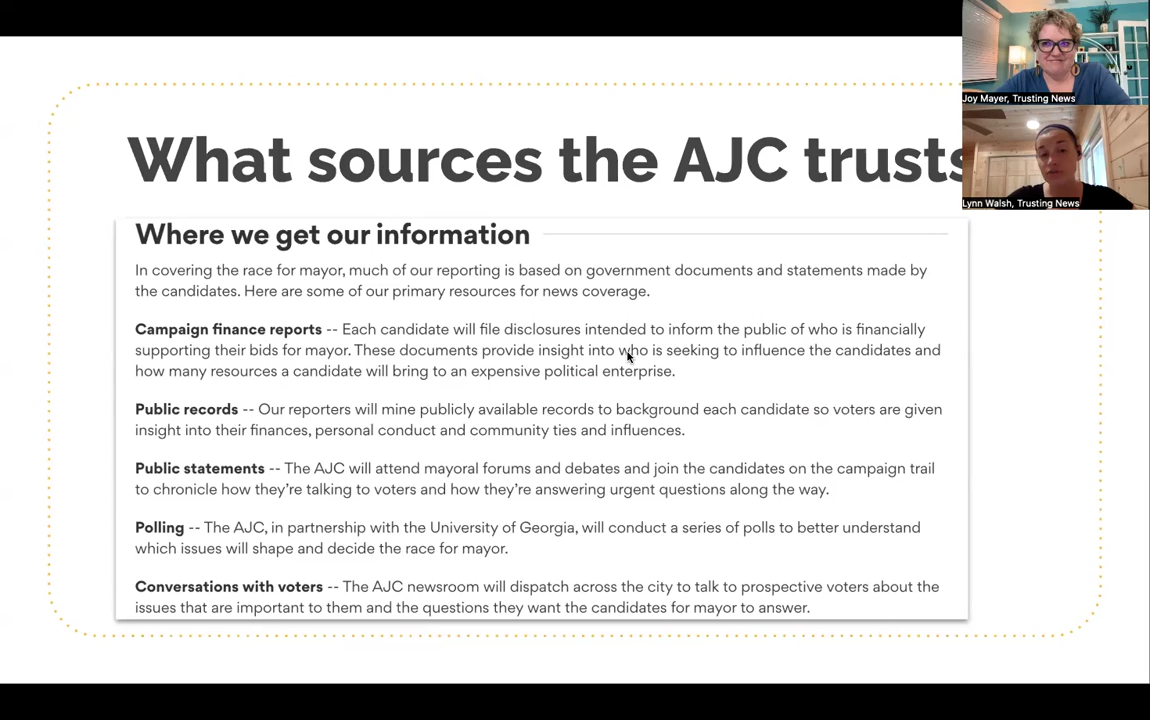 What sources the AJC trusts
Joy Mayer, Trusting News
Lynn Walsh, Trusting News
Where we get our information
In covering the race for mayor, much of our reporting is based on government documents and statements made by
the candidates. Here are some of our primary resources for news coverage.
Campaign finance reports -- Each candidate will file disclosures intended to inform the public of who is financially
supporting their bids for mayor. These documents provide insight into who is seeking to influence the candidates and
how many resources a candidate will bring to an expensive political enterprise.
Public records -- Our reporters will mine publicly available records to background each candidate so voters are given
insight into their finances, personal conduct and community ties and influences.
Public statements -- The AJC will attend mayoral forums and debates and join the candidates on the campaign trail
to chronicle how they're talking to voters and how they're answering urgent questions along the way.
Polling -- The AJC, in partnership with the University of Georgia, will conduct a series of polls to better understand
which issues will shape and decide the race for mayor.
Conversations with voters -- The AJC newsroom will dispatch across the city to talk to prospective voters about the
issues that are important to them and the questions they want the candidates for mayor to answer.